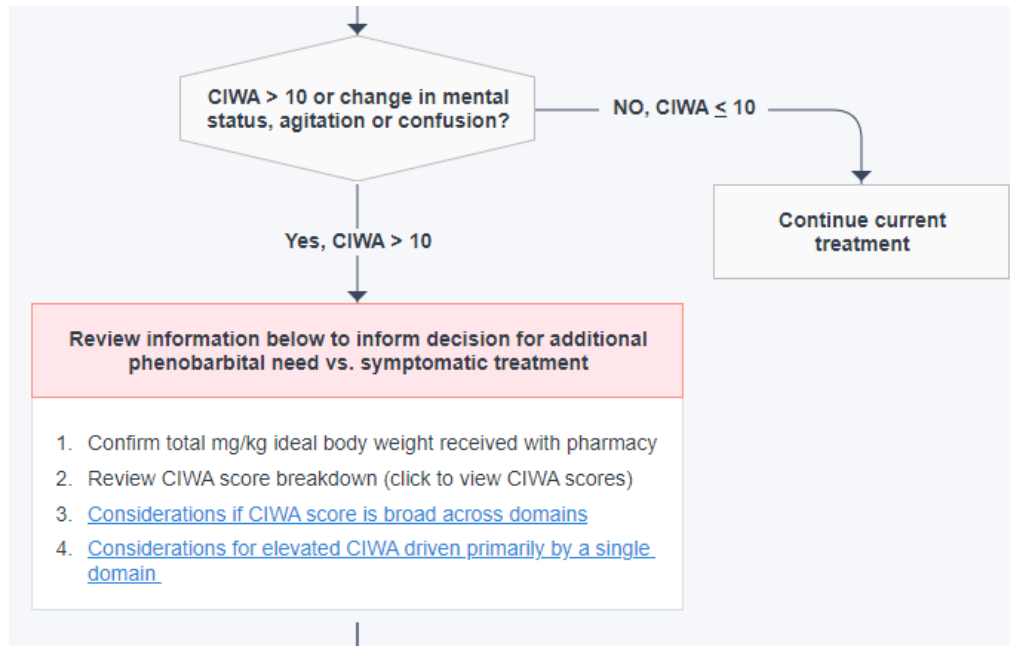 CIWA > 10 or change in mental
status, agitation or confusion?
NO, CIWA ≤ 10
Continue current
treatment
Yes, CIWA > 10
Review information below to inform decision for additional
phenobarbital need vs. symptomatic treatment
1. Confirm total mg/kg ideal body weight received with pharmacy
2. Review CIWA score breakdown (click to view CIWA scores)
3. Considerations if CIWA score is broad across domains
4. Considerations for elevated CIWA driven primarily by a single
domain